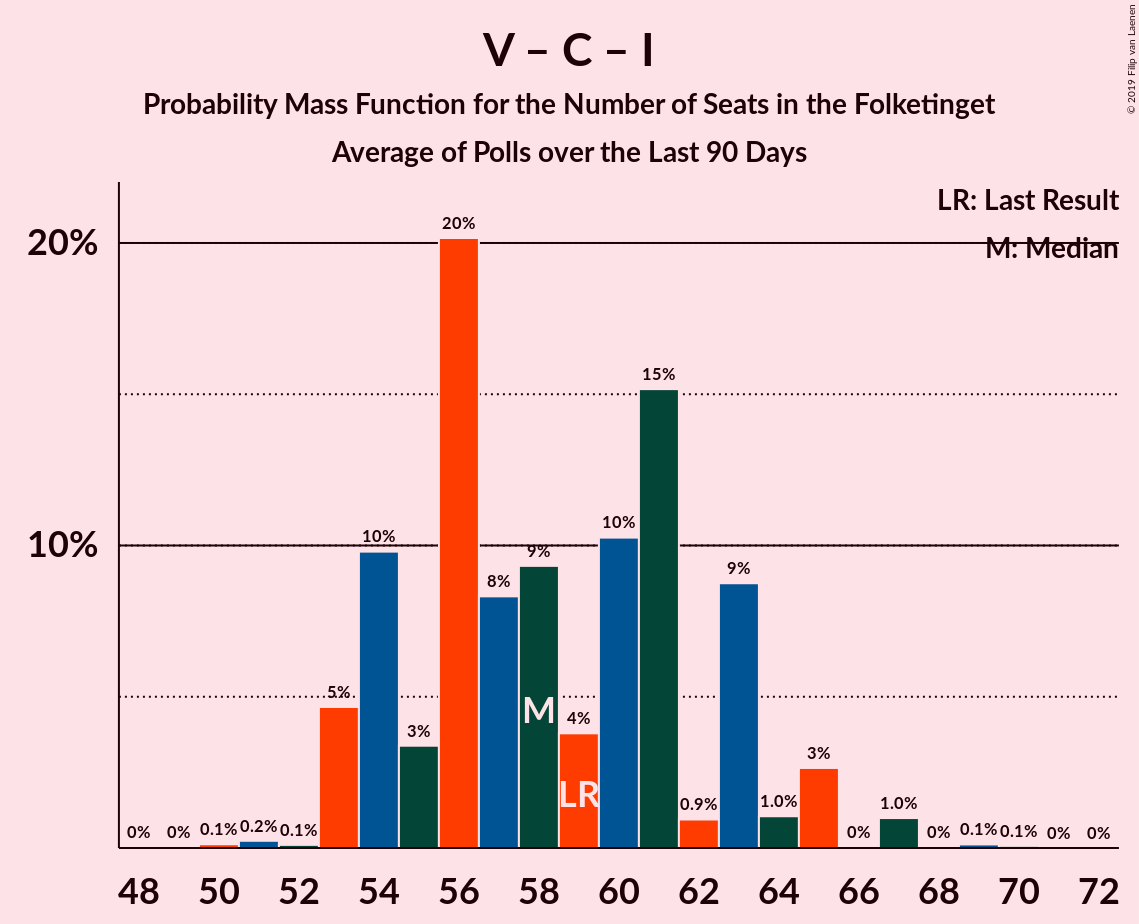 © 2019 Filip van Laenen
V – C – I
Probability Mass Function for the Number of Seats in the Folketinget
Average of Polls over the Last 90 Days
LR: Last Result
M: Median
20%
10%
0% 0% 0.1% 0.2% 0.1% 5% 10% 3% 20% 8% 9% 4% 10% 15% 0.9% 9% 1.0% 3% 0% 1.0% 0% 0.1% 0.1% 0% 0%
M
LR
48 50 52 54 56 58 60 62 64 66 68 70 72